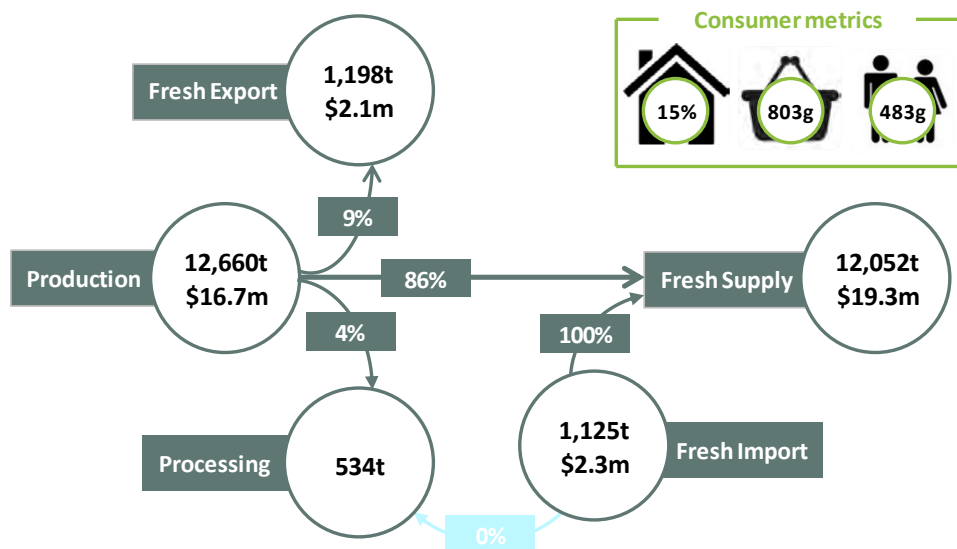 Consumer metrics
15%
803g
483g
Fresh Export
1,198t
$2.1m
9%
Production
12,660t
$16.7m
86%
Fresh Supply
12,052t
$19.3m
4%
100%
Processing
534t
1,125t
$2.3m
Fresh Import
0%